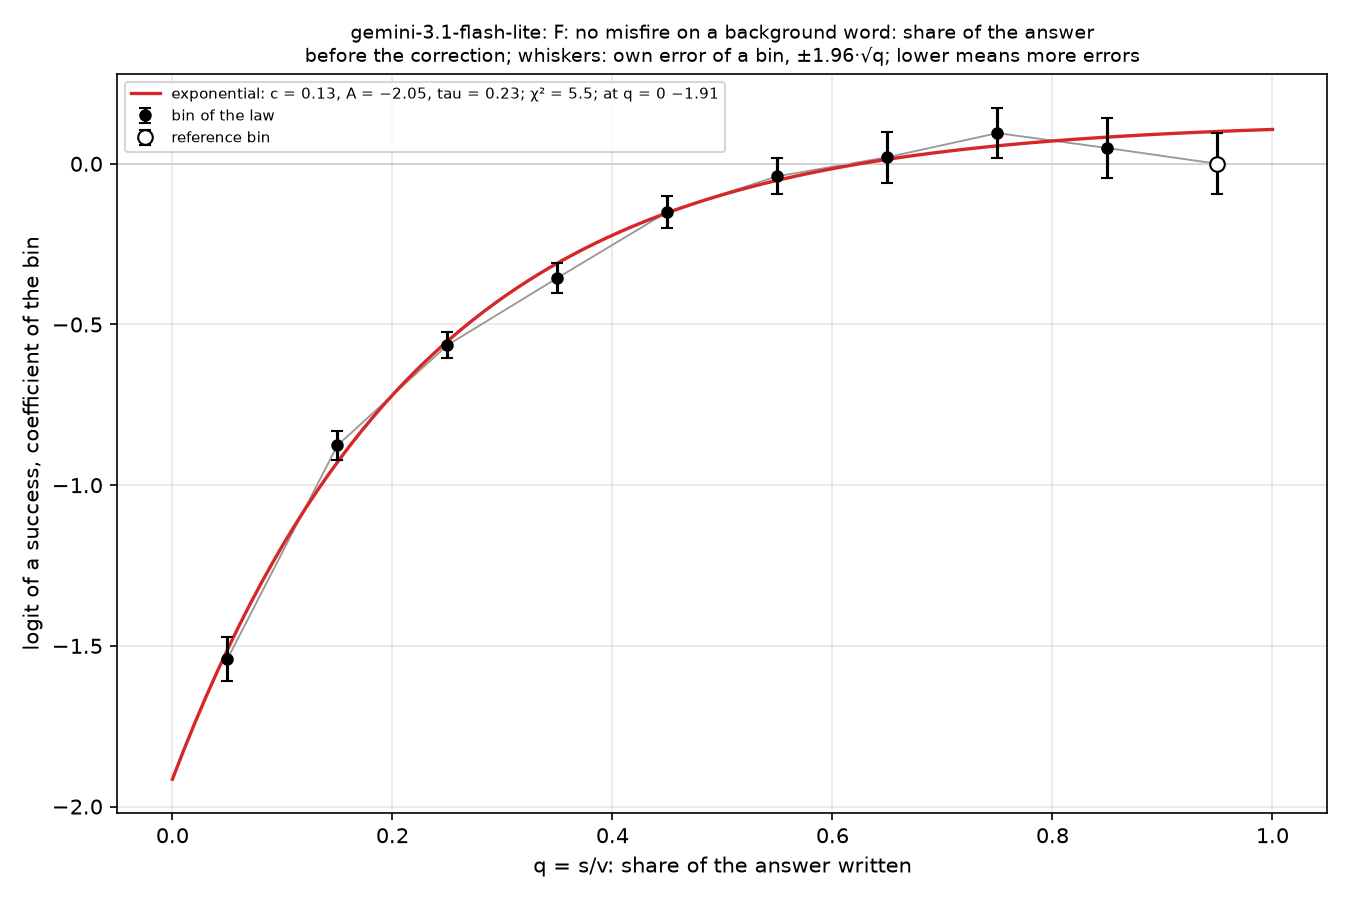 gemini-3.1-flash-lite: F: no misfire on a background word: share of the answer
before the correction; whiskers: own error of a bin, ±1.96·√q; lower means more errors
exponential: c = 0.13, A = −2.05, tau = 0.23; χ² = 5.5; at q = 0 −1.91
bin of the law
reference bin
logit of a success, coefficient of the bin
0.0
−0.5
−1.0
−1.5
−2.0
0.0 0.2 0.4 0.6 0.8 1.0
q = s/v: share of the answer written